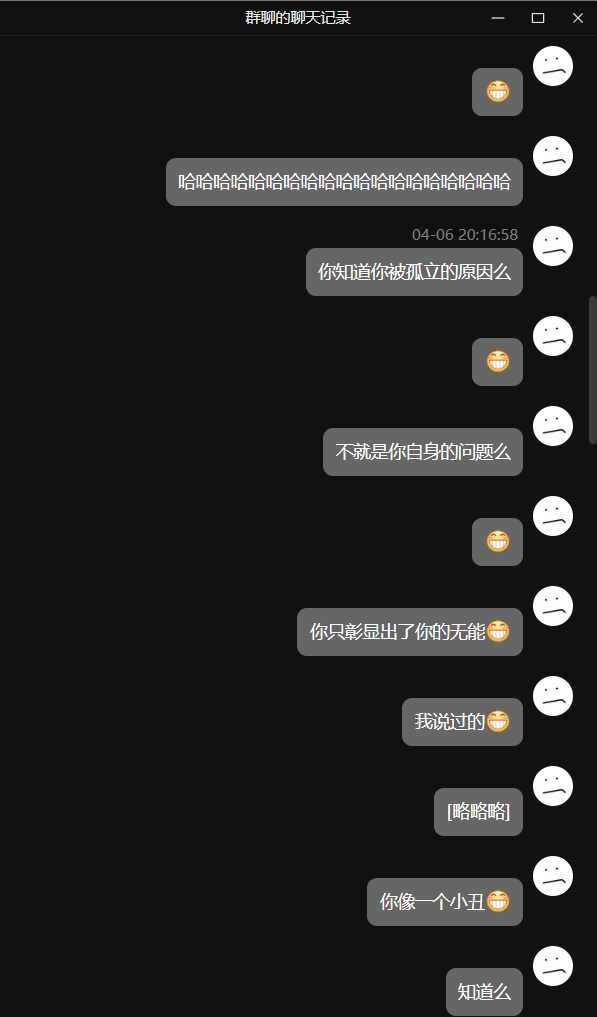 群聊的聊天记录
😁
哈哈哈哈哈哈哈哈哈哈哈哈哈哈哈哈哈哈哈
04-06 20:16:58
你知道你被孤立的原因么
😁
不就是你自身的问题么
😁
你只彰显出了你的无能😁
我说过的😁
[略略略]
你像一个小丑😁
知道么